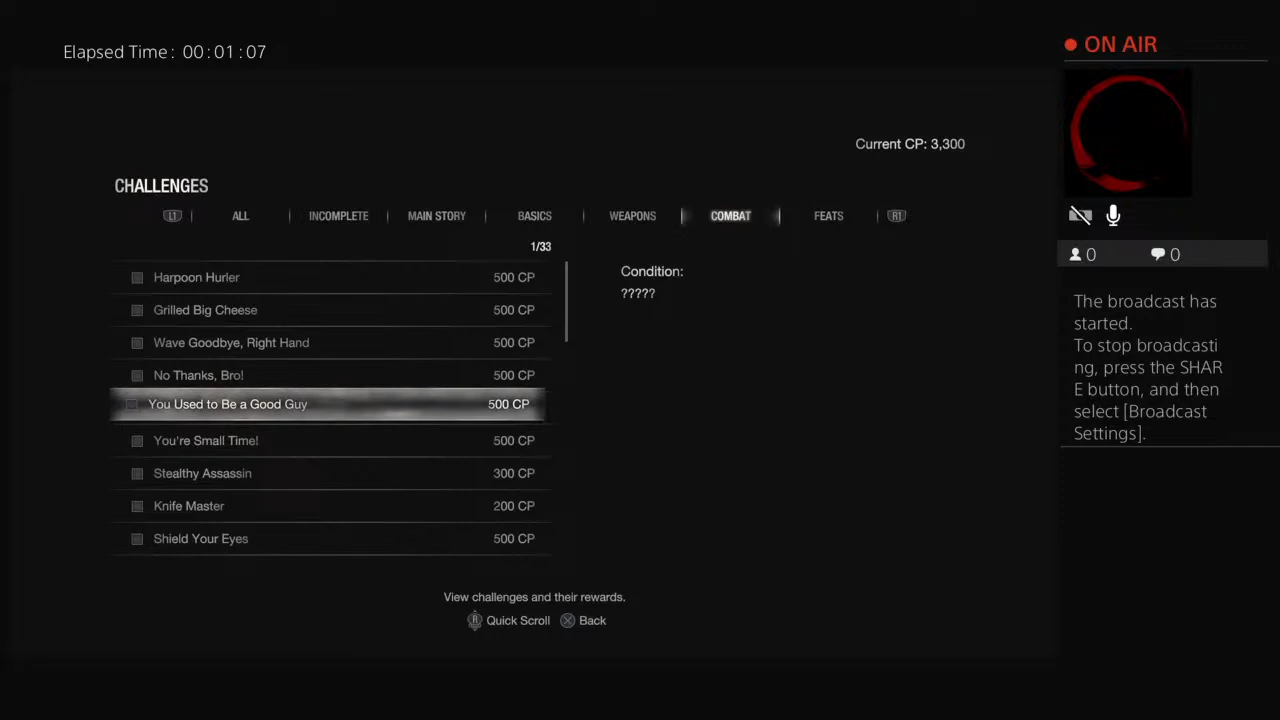 Elapsed Time: 00:01:07
ON AIR
Current CP: 3,300
CHALLENGES
L1 ALL INCOMPLETE MAIN STORY BASICS WEAPONS COMBAT FEATS R1
1/33
Harpoon Hurler 500 CP
Grilled Big Cheese 500 CP
Wave Goodbye, Right Hand 500 CP
No Thanks, Bro! 500 CP
You Used to Be a Good Guy 500 CP
You're Small Time! 500 CP
Stealthy Assassin 300 CP
Knife Master 200 CP
Shield Your Eyes 500 CP
Condition:
?????
View challenges and their rewards.
R Quick Scroll Back
0 0
The broadcast has
started.
To stop broadcasti
ng, press the SHAR
E button, and then
select [Broadcast
Settings].